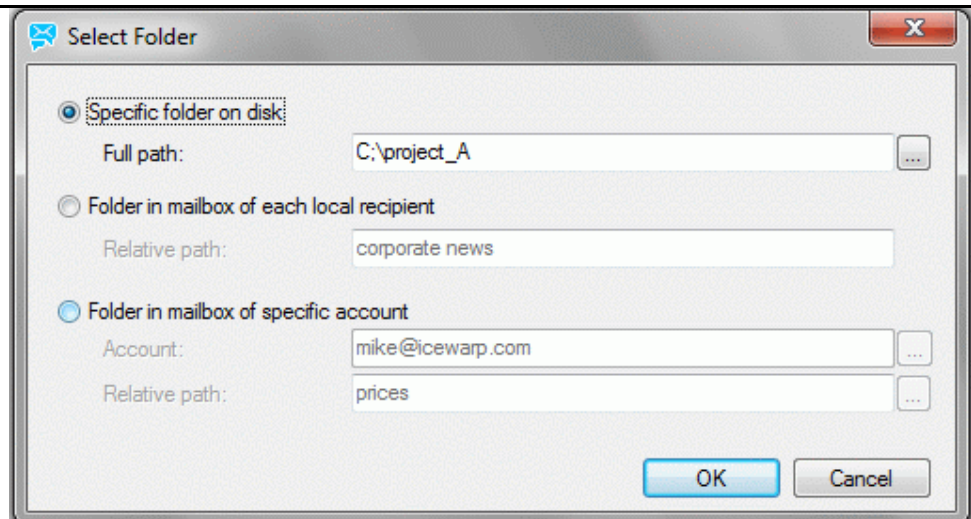 Select Folder
Specific folder on disk
Full path: C;\project_A ...
Folder in mailbox of each local recipient
Relative path: corporate news
Folder in mailbox of specific account
Account: mike@icewarp.com ...
Relative path: prices ...
OK Cancel